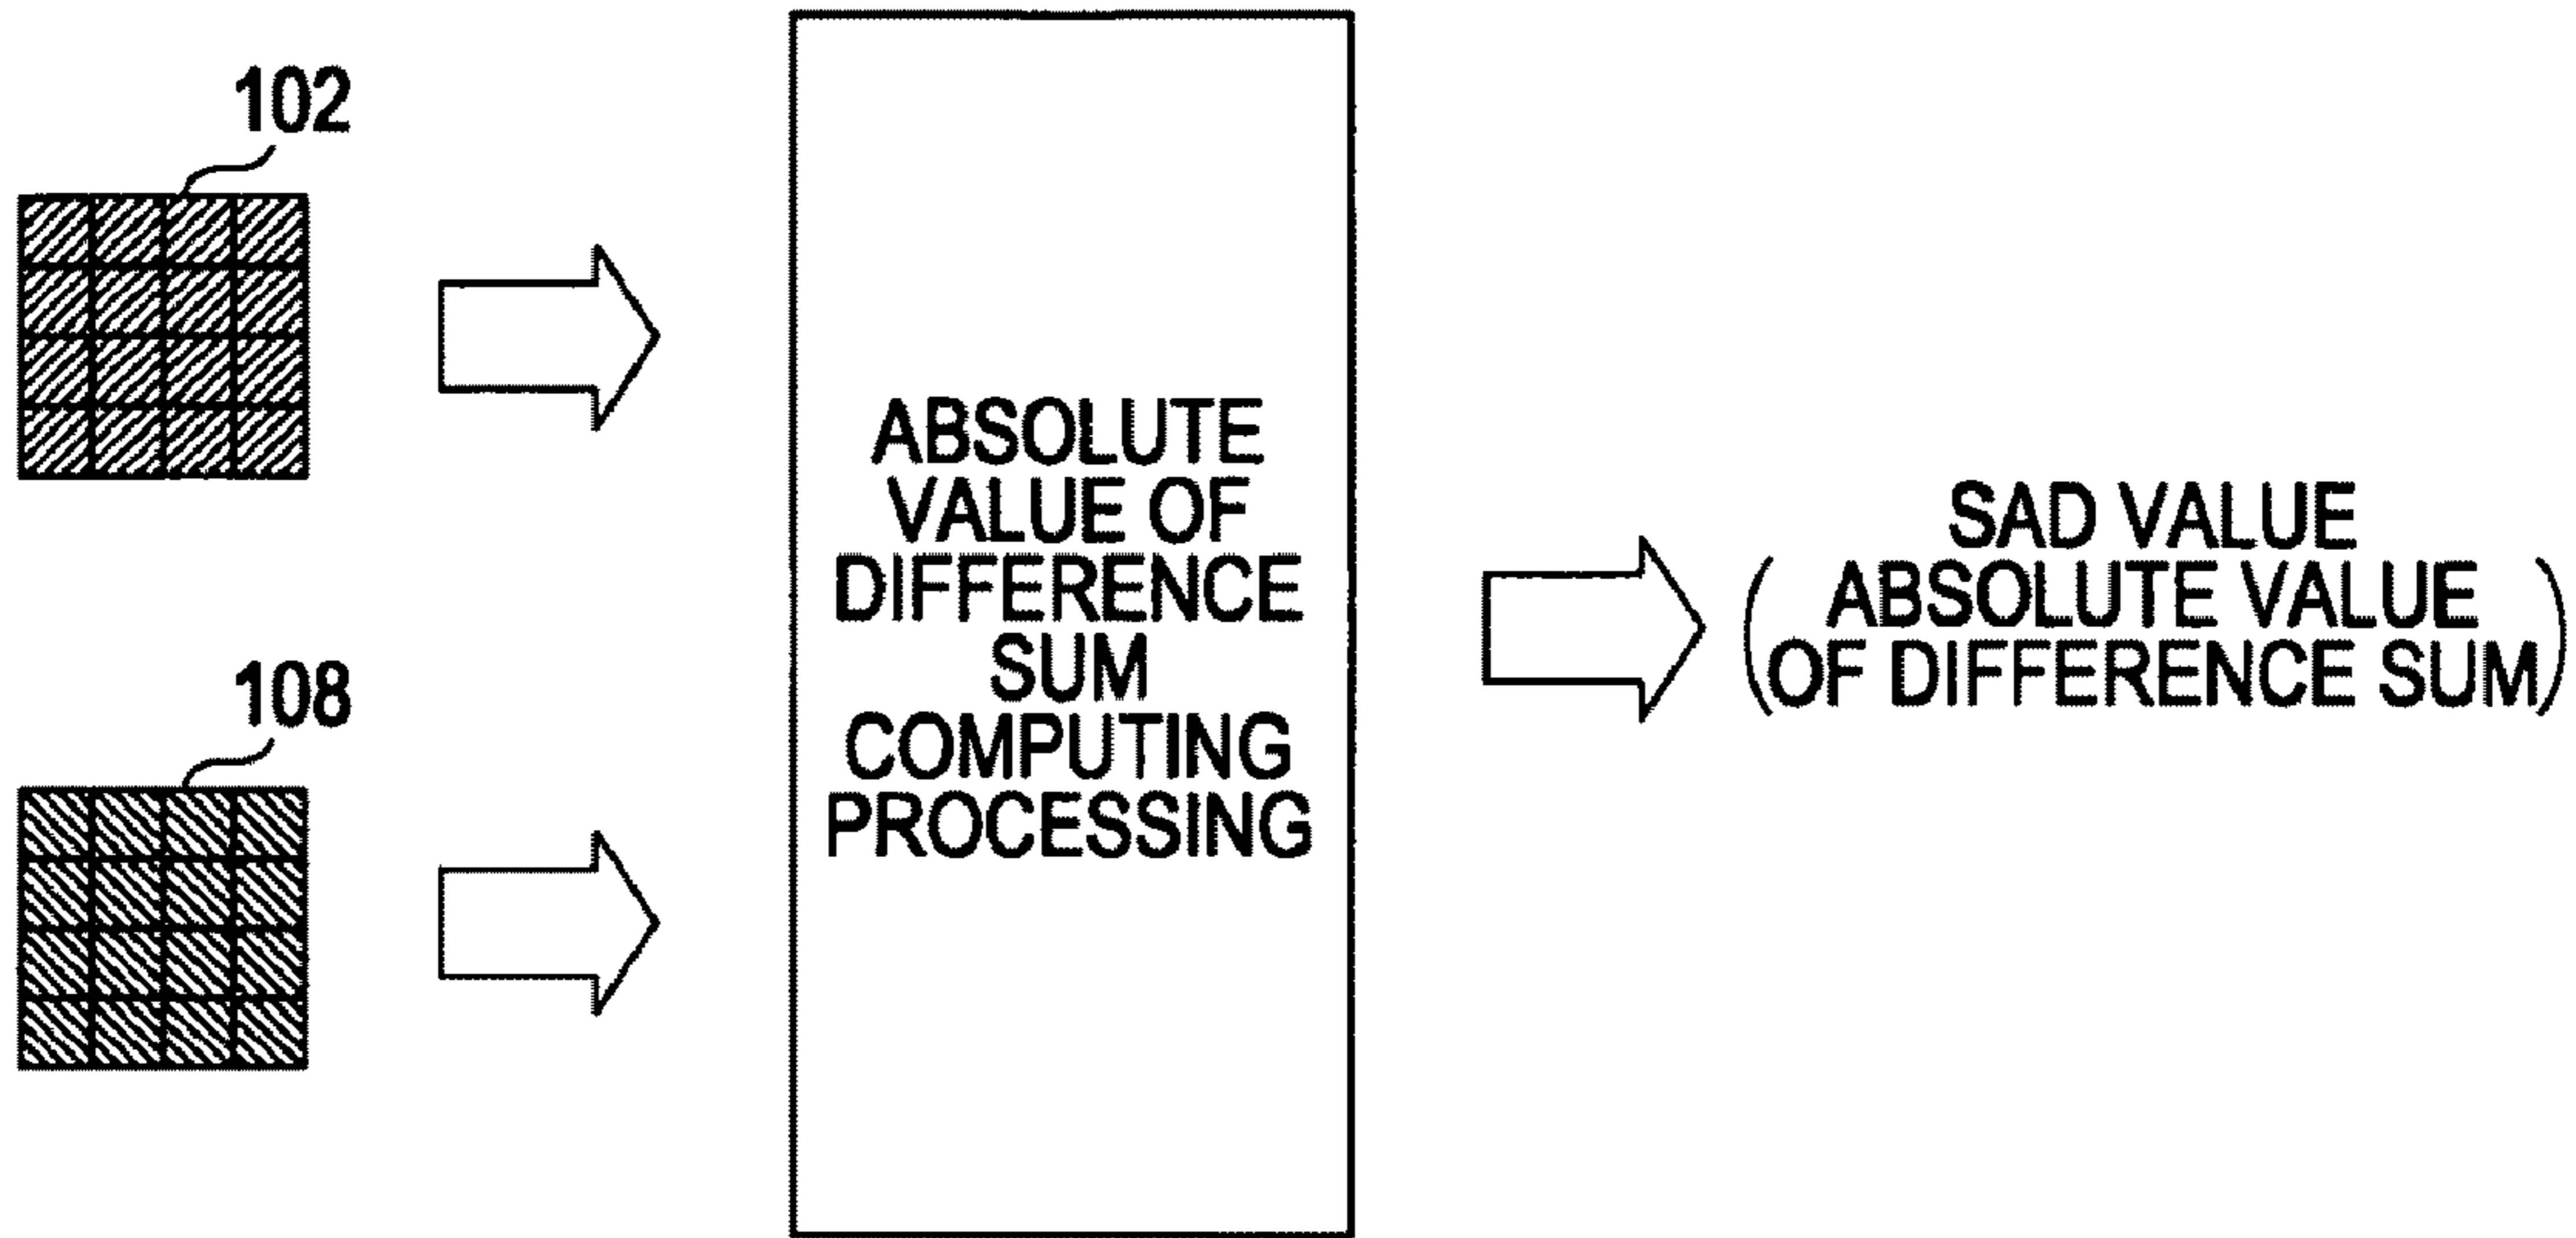 102
108
ABSOLUTE
VALUE OF
DIFFERENCE
SUM
COMPUTING
PROCESSING
SAD VALUE
(ABSOLUTE VALUE
OF DIFFERENCE SUM)